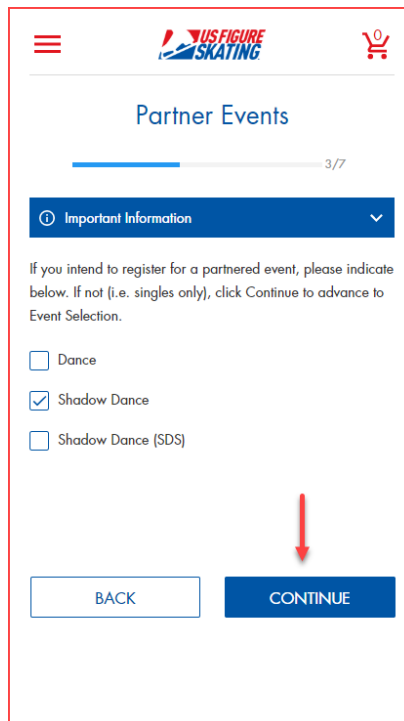 US FIGURE
SKATING
0
Partner Events
3/7
Important Information
If you intend to register for a partnered event, please indicate
below. If not (i.e. singles only), click Continue to advance to
Event Selection.
Dance
Shadow Dance
Shadow Dance (SDS)
BACK
CONTINUE